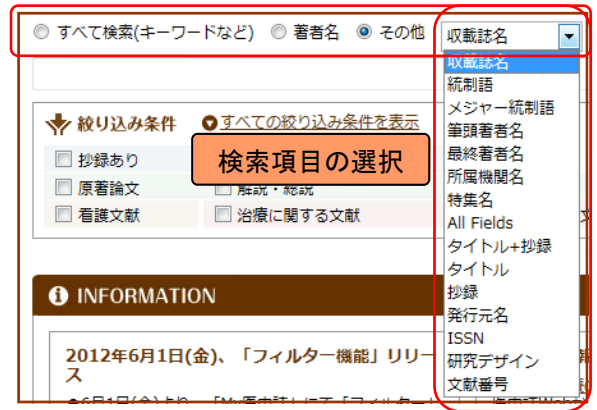 すべて検索(キーワードなど) 著者名 その他 収載誌名
収載誌名
統制語
メジャー統制語
筆頭著者名
最終著者名
所属機関名
特集名
All Fields
タイトル+抄録
タイトル
抄録
発行元名
ISSN
研究デザイン
文献番号
絞り込み条件 すべての絞り込み条件を表示
検索項目の選択
抄録あり
原著論文 解説・総説
看護文献 治療に関する文献
INFORMATION
2012年6月1日(金)、「フィルター機能」リリー
ス